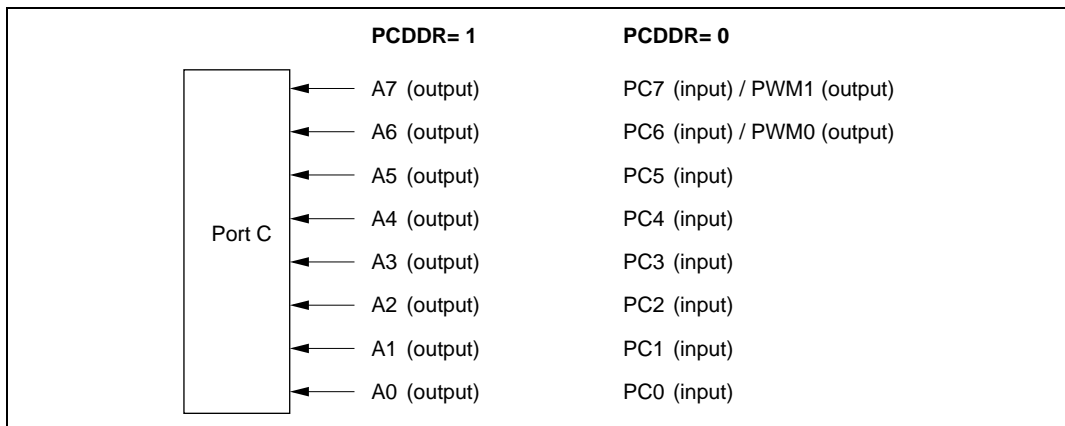 PCDDR= 1 PCDDR= 0
A7 (output) PC7 (input) / PWM1 (output)
A6 (output) PC6 (input) / PWM0 (output)
A5 (output) PC5 (input)
A4 (output) PC4 (input)
Port C
A3 (output) PC3 (input)
A2 (output) PC2 (input)
A1 (output) PC1 (input)
A0 (output) PC0 (input)